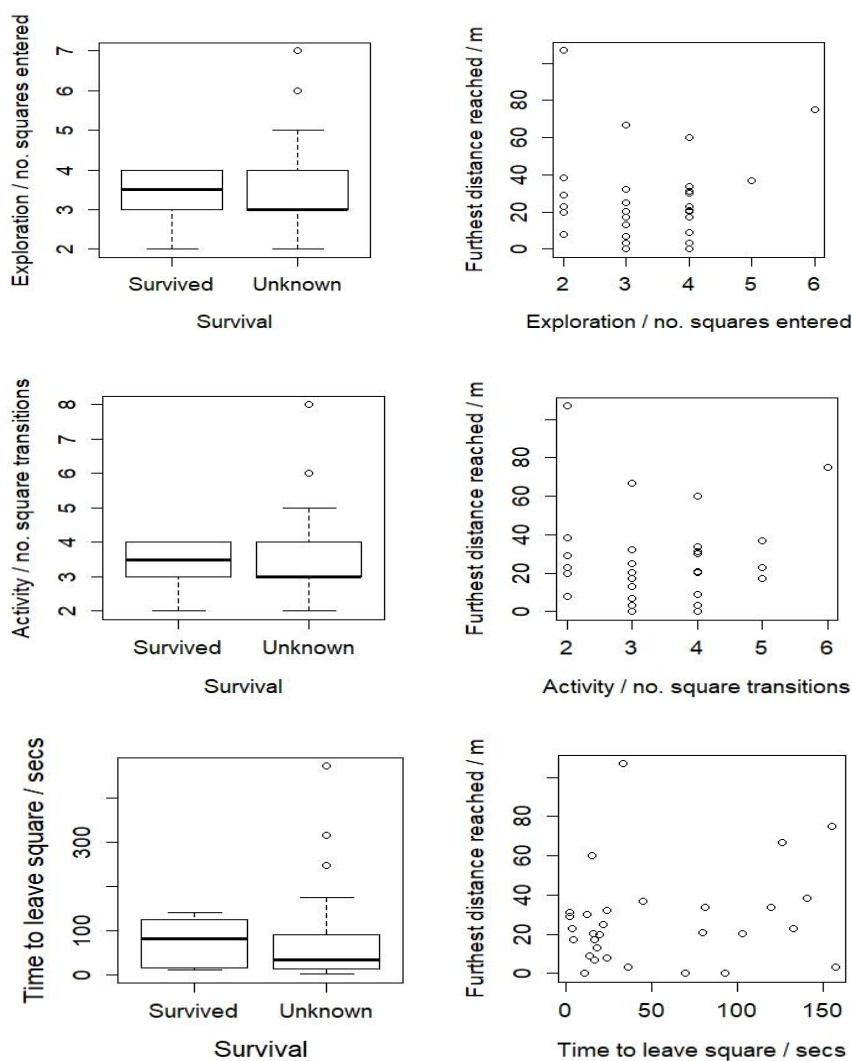 Exploration / no. squares entered
7
6
5
4
3
2
Survived Unknown
Survival
Furthest distance reached / m
80
60
40
20
0
2 3 4 5 6
Exploration / no. squares entered
Activity / no. square transitions
8
7
6
5
4
3
2
Survived Unknown
Survival
Furthest distance reached / m
80
60
40
20
0
2 3 4 5 6
Activity / no. square transitions
Time to leave square / secs
300
100
0
Survived Unknown
Survival
Furthest distance reached / m
80
60
40
20
0
0 50 100 150
Time to leave square / secs